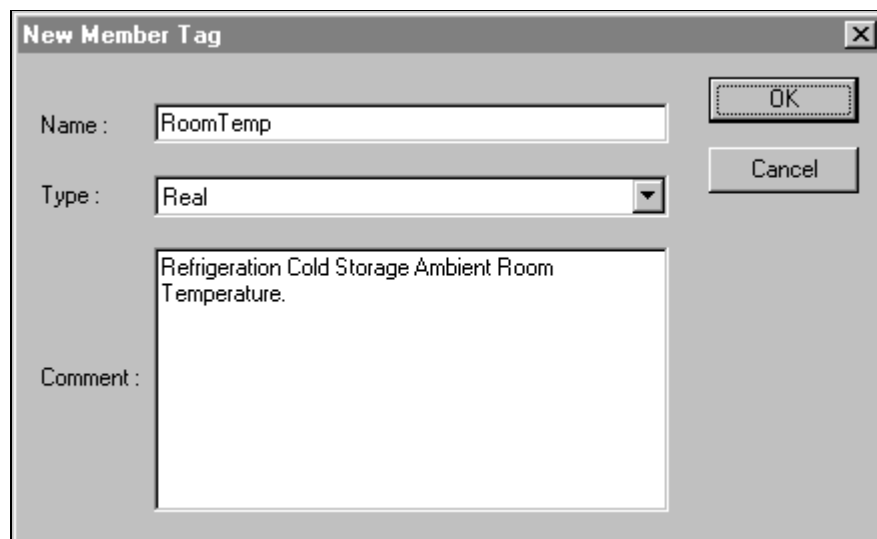 New Member Tag
Name :
RoomTemp
OK
Type :
Real
Cancel
Comment :
Refrigeration Cold Storage Ambient Room
Temperature.